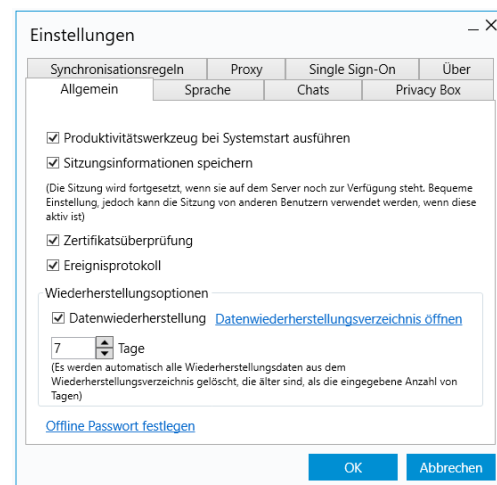 Einstellungen
Synchronisationsregeln Proxy Single Sign-On Über
Allgemein Sprache Chats Privacy Box
Produktivitätswerkzeug bei Systemstart ausführen
Sitzungsinformationen speichern
(Die Sitzung wird fortgesetzt, wenn sie auf dem Server noch zur Verfügung steht. Bequeme
Einstellung, jedoch kann die Sitzung von anderen Benutzern verwendet werden, wenn diese
aktiv ist)
Zertifikatsüberprüfung
Ereignisprotokoll
Wiederherstellungsoptionen
Datenwiederherstellung Datenwiederherstellungsverzeichnis öffnen
7 Tage
(Es werden automatisch alle Wiederherstellungsdaten aus dem
Wiederherstellungsverzeichnis gelöscht, die älter sind, als die eingegebene Anzahl von
Tagen)
Offline Passwort festlegen
OK Abbrechen